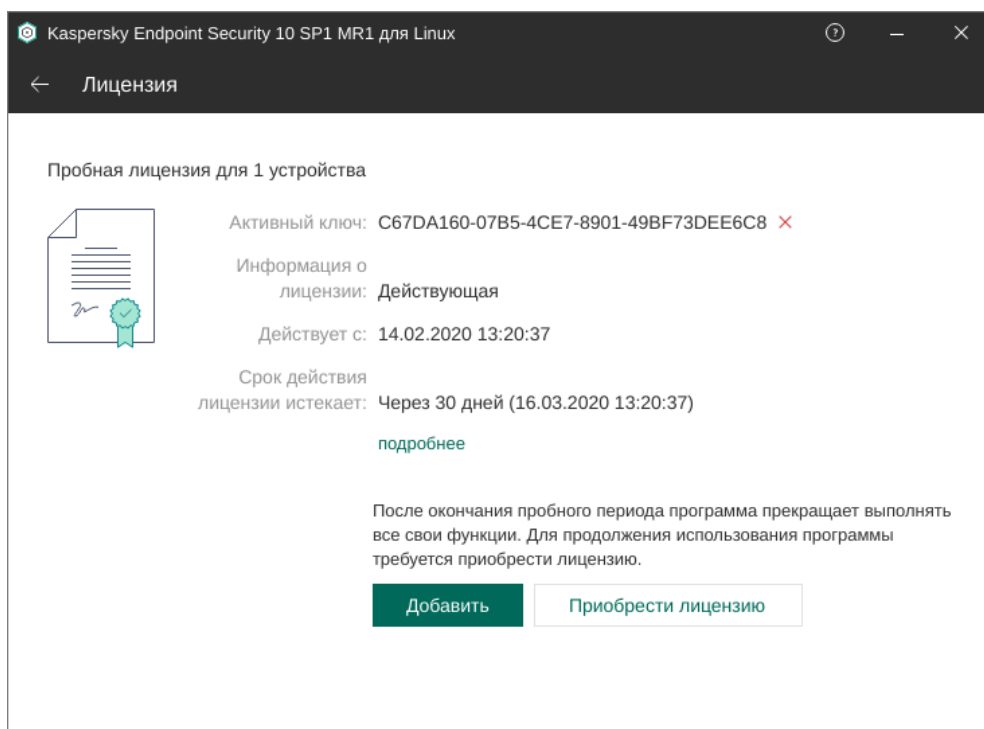 Kaspersky Endpoint Security 10 SP1 MR1 для Linux
Лицензия
Пробная лицензия для 1 устройства
Активный ключ: C67DA160-07B5-4CE7-8901-49BF73DEE6C8
Информация о
лицензии: Действующая
Действует с: 14.02.2020 13:20:37
Срок действия
лицензии истекает: Через 30 дней (16.03.2020 13:20:37)
подробнее
После окончания пробного периода программа прекращает выполнять
все свои функции. Для продолжения использования программы
требуется приобрести лицензию.
Добавить
Приобрести лицензию